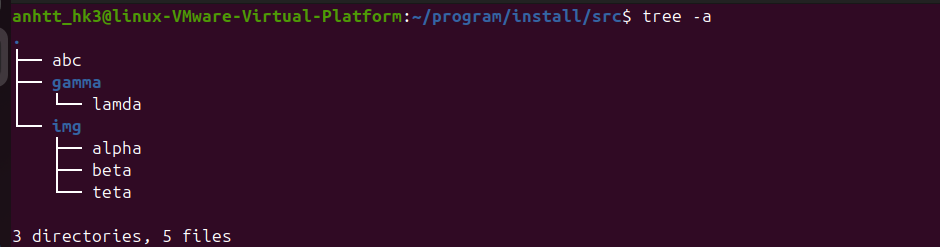 anhtt_hk3@linux-VMware-Virtual-Platform:~/program/install/src$ tree -a
.
├── abc
├── gamma
│   └── lamda
└── img
    ├── alpha
    ├── beta
    └── teta

3 directories, 5 files